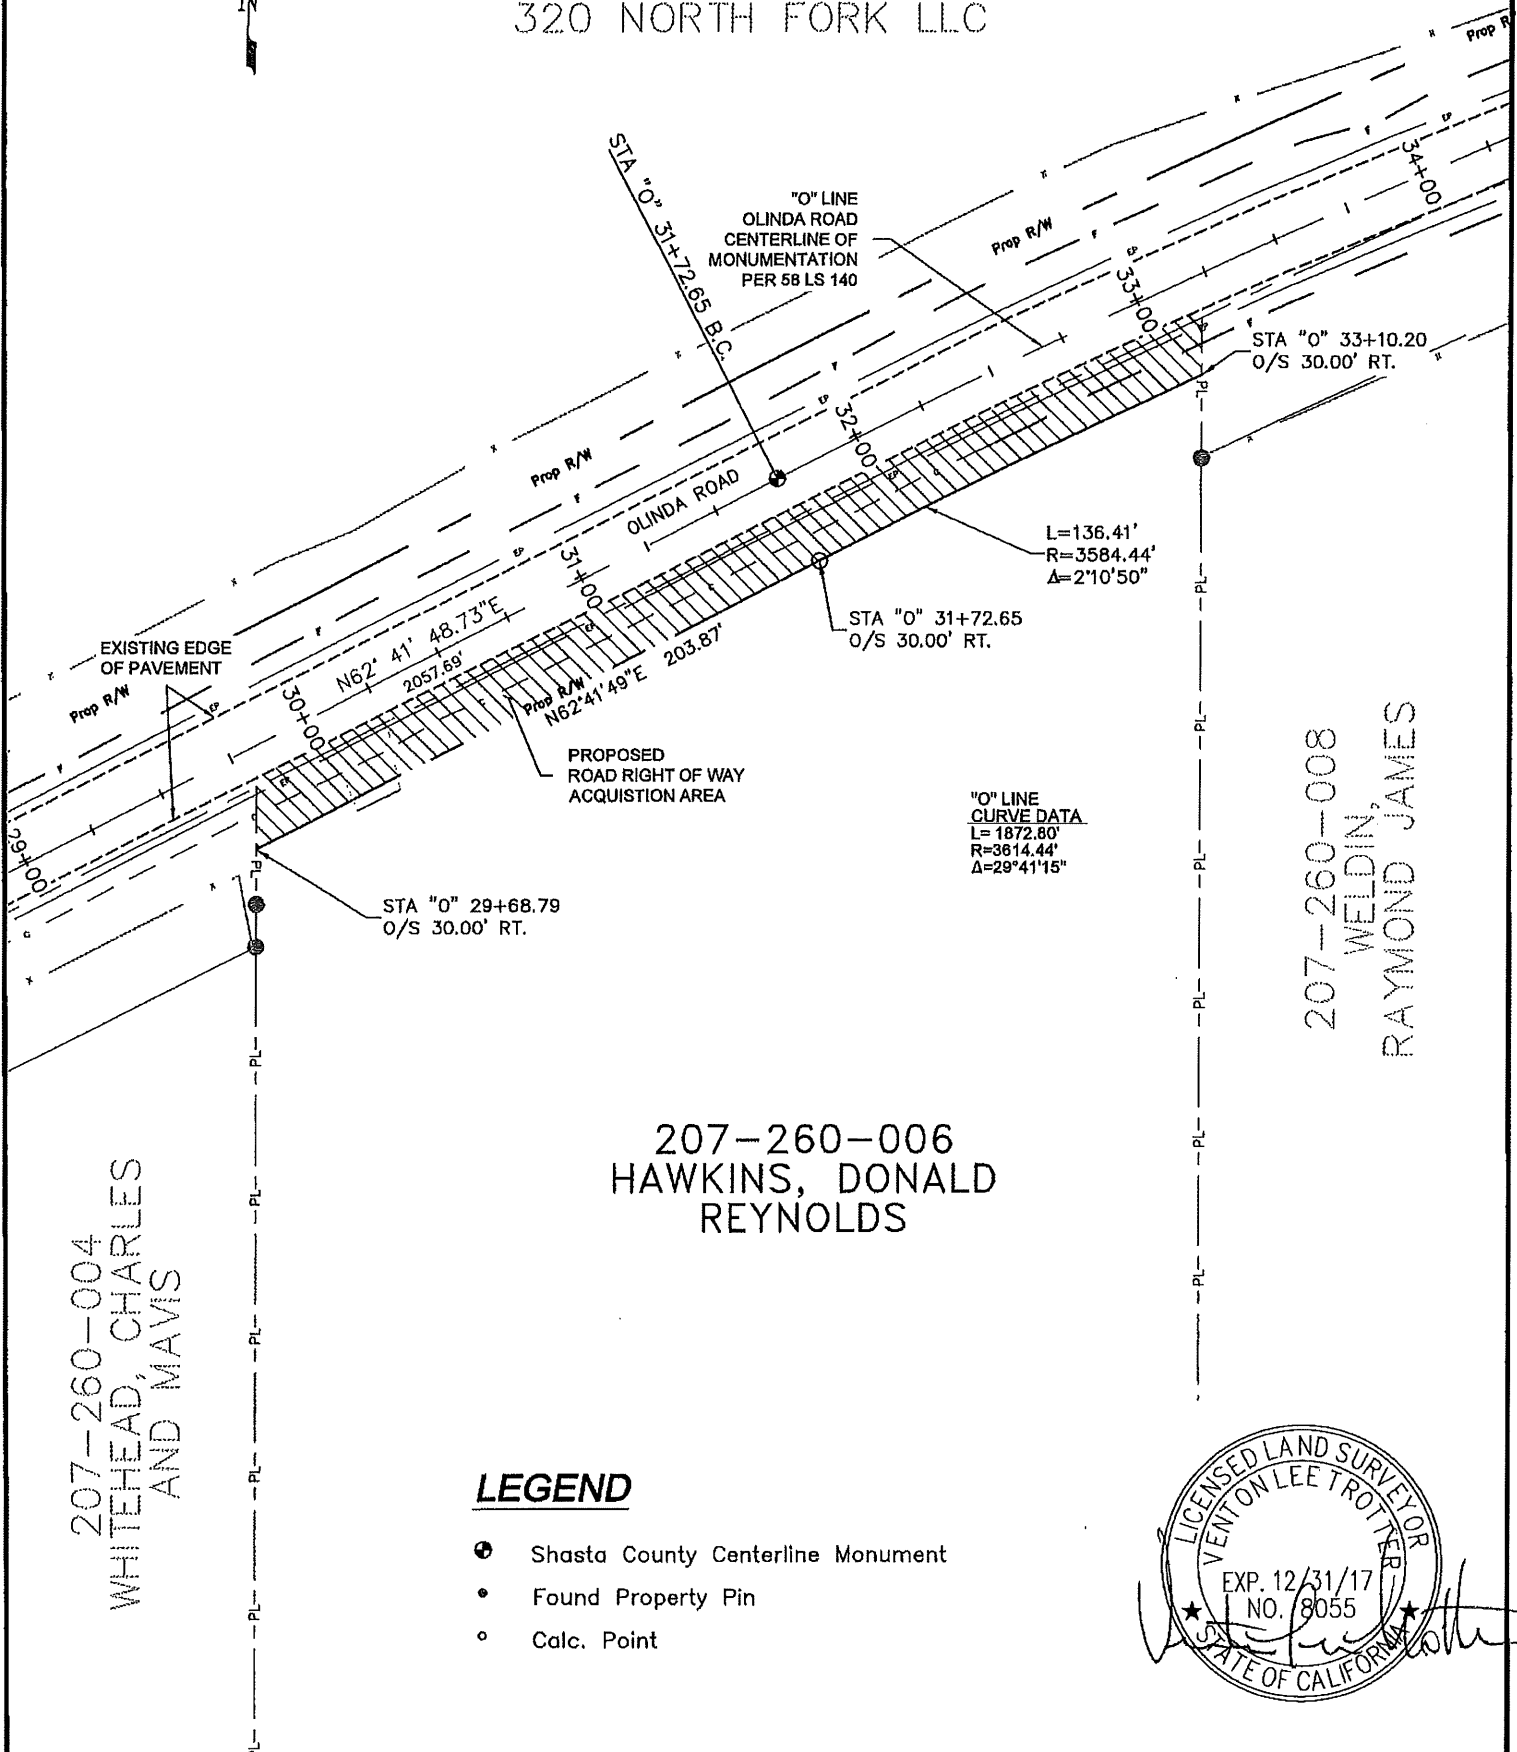 N
320 NORTH FORK LLC
Prop R
STA "O" 31+72.65 B.C.
"O" LINE
OLINDA ROAD
CENTERLINE OF
MONUMENTATION
PER 58 LS 140
Prop R/W
34+00
33+00
STA "O" 33+10.20
O/S 30.00' RT.
PL
32+00
Prop R/W
OLINDA ROAD
31+00
L=136.41'
R=3584.44'
Δ=2°10'50"
STA "O" 31+72.65
O/S 30.00' RT.
EXISTING EDGE
OF PAVEMENT
Prop R/W
N62° 41' 48.73"E
2057.69'
30+00
Prop R/W
N62°41'49"E 203.87'
PROPOSED
ROAD RIGHT OF WAY
ACQUISTION AREA
29+00
"O" LINE
CURVE DATA
L= 1872.80'
R=3614.44'
Δ=29°41'15"
STA "O" 29+68.79
O/S 30.00' RT.
PL
207-260-008
WELDIN,
RAYMOND JAMES
207-260-006
HAWKINS, DONALD
REYNOLDS
207-260-004
WHITEHEAD, CHARLES
AND MAVIS
LEGEND
Shasta County Centerline Monument
Found Property Pin
Calc. Point
LICENSED LAND SURVEYOR
VENTON LEE TROTTER
EXP. 12/31/17
NO. 8055
STATE OF CALIFORNIA